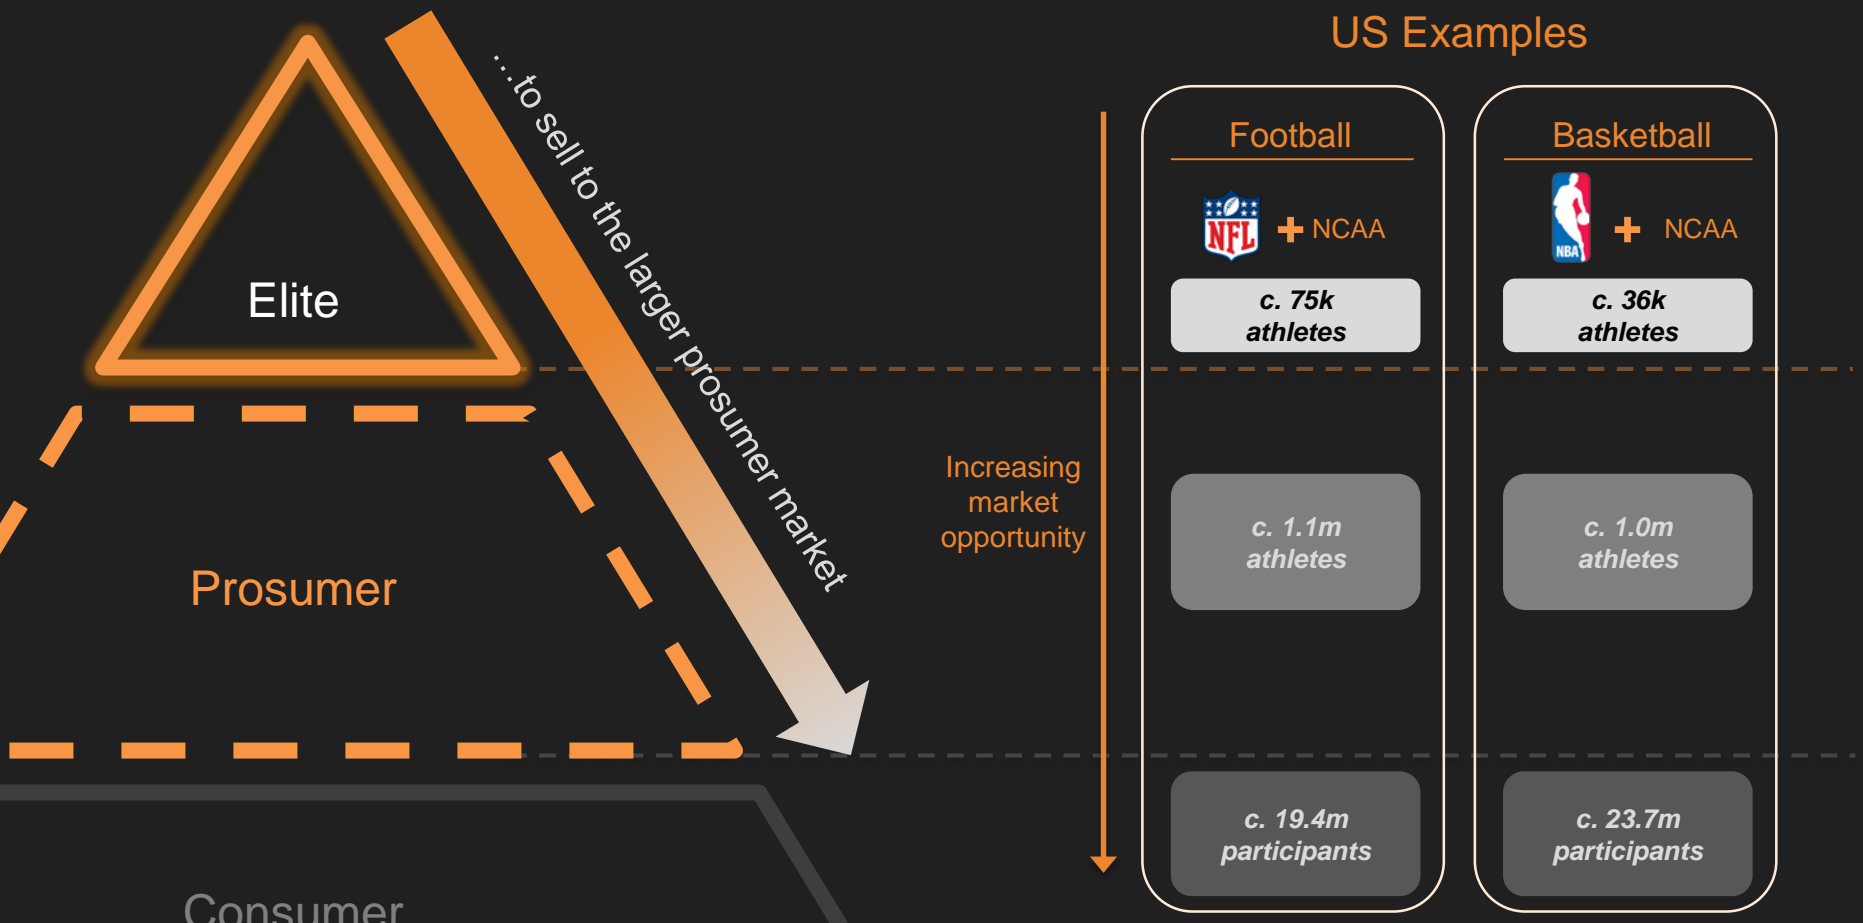 US Examples
…to sell to the larger prosumer market
Elite
Prosumer
Consumer
Increasing
market
opportunity
Football
NFL
NCAA
c. 75k
athletes
c. 1.1m
athletes
c. 19.4m
participants
Basketball
NBA
NCAA
c. 36k
athletes
c. 1.0m
athletes
c. 23.7m
participants